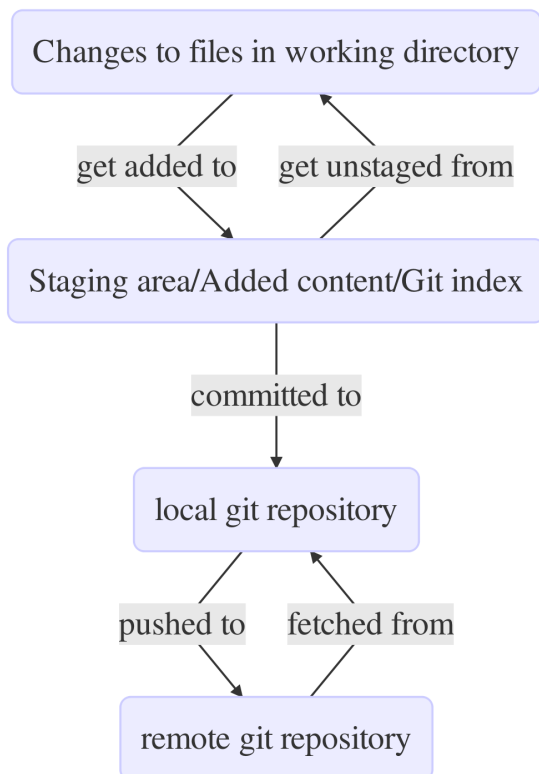 Changes to files in working directory
get added to
get unstaged from
Staging area/Added content/Git index
committed to
local git repository
pushed to
fetched from
remote git repository